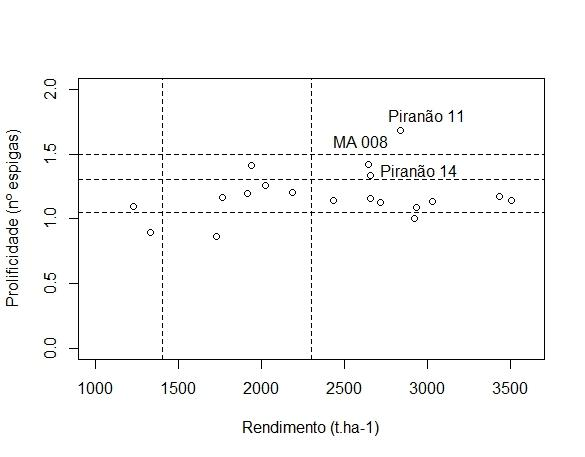 2.0
1.5
1.0
0.5
0.0
Prolificidade (nº espigas)
Piranão 11
MA 008
Piranão 14
1000 1500 2000 2500 3000 3500
Rendimento (t.ha-1)